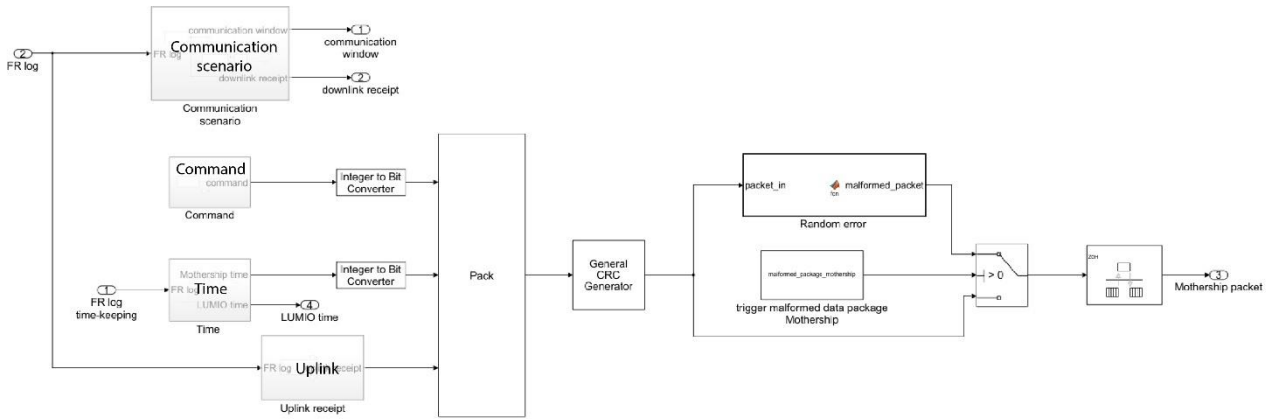 communication window
1
communication
window
Communication
scenario
FR log
2
FR log
downlink receipt
2
downlink receipt
Communication
scenario
Command
command
Command
Integer to Bit
Converter
packet_in
malformed_packet
fcn
Random error
Mothership time
Time
FR log
LUMIO time
Time
1
FR log
time-keeping
4
LUMIO time
Integer to Bit
Converter
Pack
General
CRC
Generator
malformed_package_mothership
trigger malformed data package
Mothership
> 0
ZOH
3
Mothership packet
FR log
Uplink
receipt
Uplink receipt